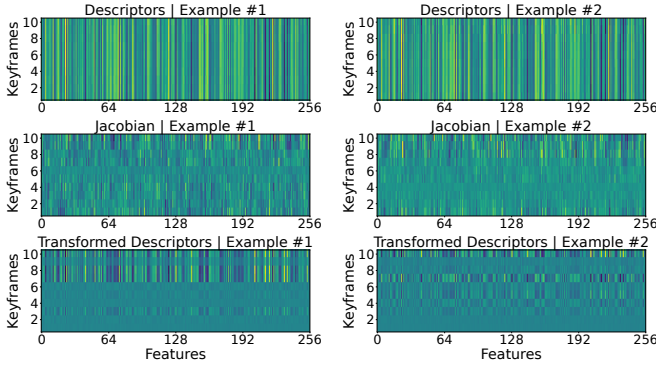 Descriptors | Example #1
Keyframes
10
8
6
4
2
0 64 128 192 256
Descriptors | Example #2
Keyframes
10
8
6
4
2
0 64 128 192 256
Jacobian | Example #1
Keyframes
10
8
6
4
2
0 64 128 192 256
Jacobian | Example #2
Keyframes
10
8
6
4
2
0 64 128 192 256
Transformed Descriptors | Example #1
Keyframes
10
8
6
4
2
0 64 128 192 256
Features
Transformed Descriptors | Example #2
Keyframes
10
8
6
4
2
0 64 128 192 256
Features